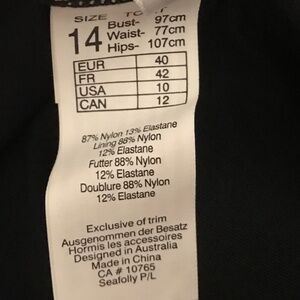 SIZE
14
Bust- 97cm
Waist- 77cm
Hips- 107cm
EUR 40
FR 42
USA 10
CAN 12
87% Nylon 13% Elastane
Lining 88% Nylon
12% Elastane
Futter 88% Nylon
12% Elastane
Doublure 88% Nylon
12% Elastane
Exclusive of trim
Ausgenommen der Besatz
Hormis les accessoires
Designed in Australia
Made in China
CA # 10765
Seafolly P/L